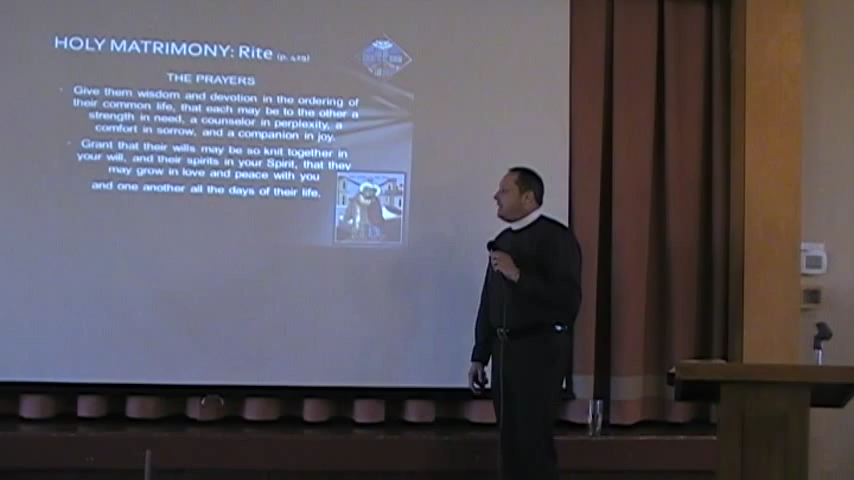 HOLY MATRIMONY: Rite (p. 429)
THE PRAYERS
Give them wisdom and devotion in the ordering of
their common life, that each may be to the other a
strength in need, a counselor in perplexity, a
comfort in sorrow, and a companion in joy.
Grant that their wills may be so knit together in
your will, and their spirits in your Spirit, that they
may grow in love and peace with you
and one another all the days of their life.